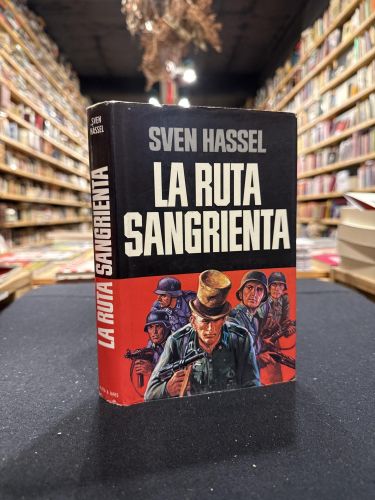 SVEN HASSEL
LA RUTA
SANGRIENTA
SVEN
HASSEL
LA RUTA SANGRIENTA